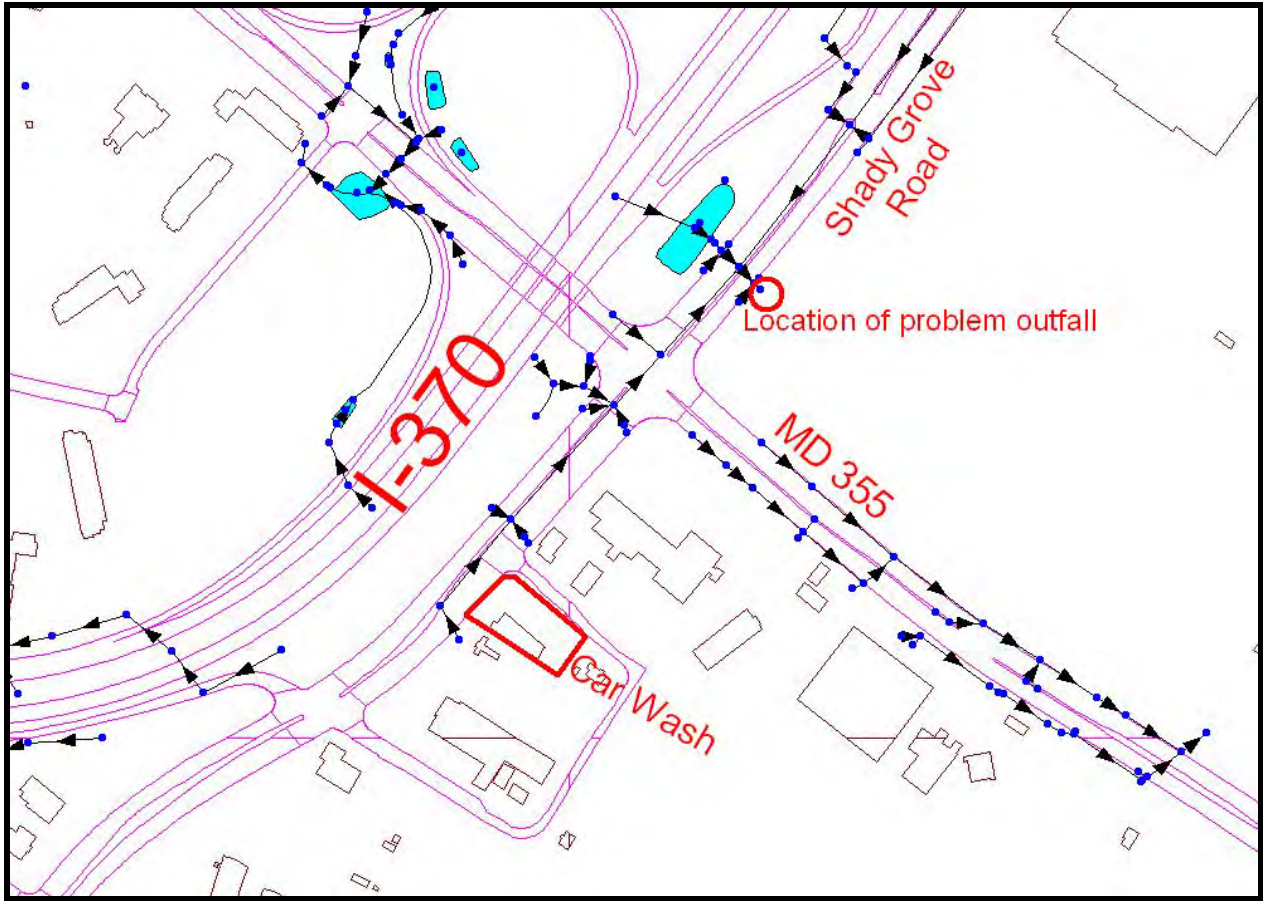 Shady Grove
Road
Location of problem outfall
I-370
MD 355
Car Wash